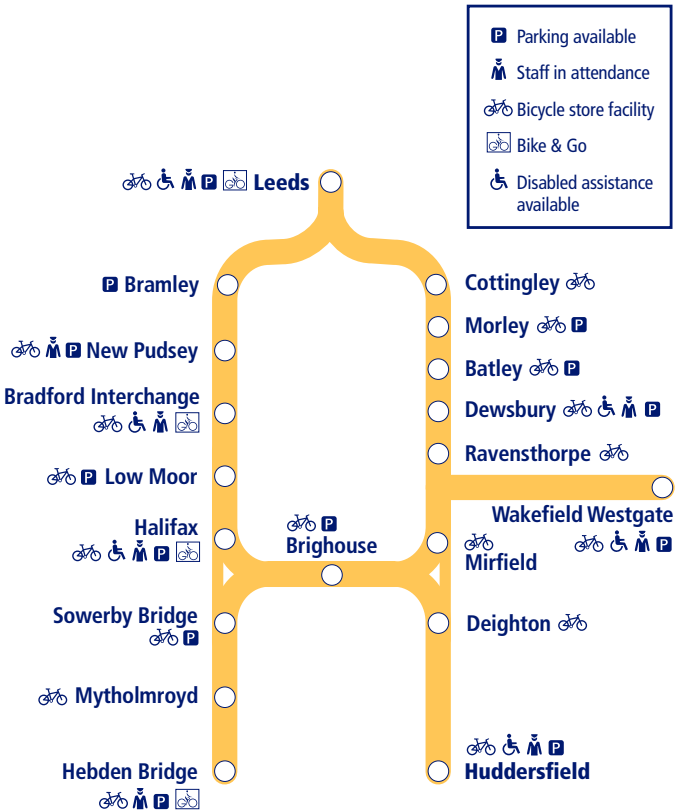 P Parking available
Staff in attendance
Bicycle store facility
Bike & Go
Disabled assistance
available
P Leeds
P Bramley
Cottingley
P New Pudsey
Morley P
Bradford Interchange
Batley P
Dewsbury P
P Low Moor
Ravensthorpe
Halifax
P
P
Brighouse
Wakefield Westgate
P
Mirfield
Sowerby Bridge
P
Deighton
Mytholmroyd
Hebden Bridge
P
P
Huddersfield